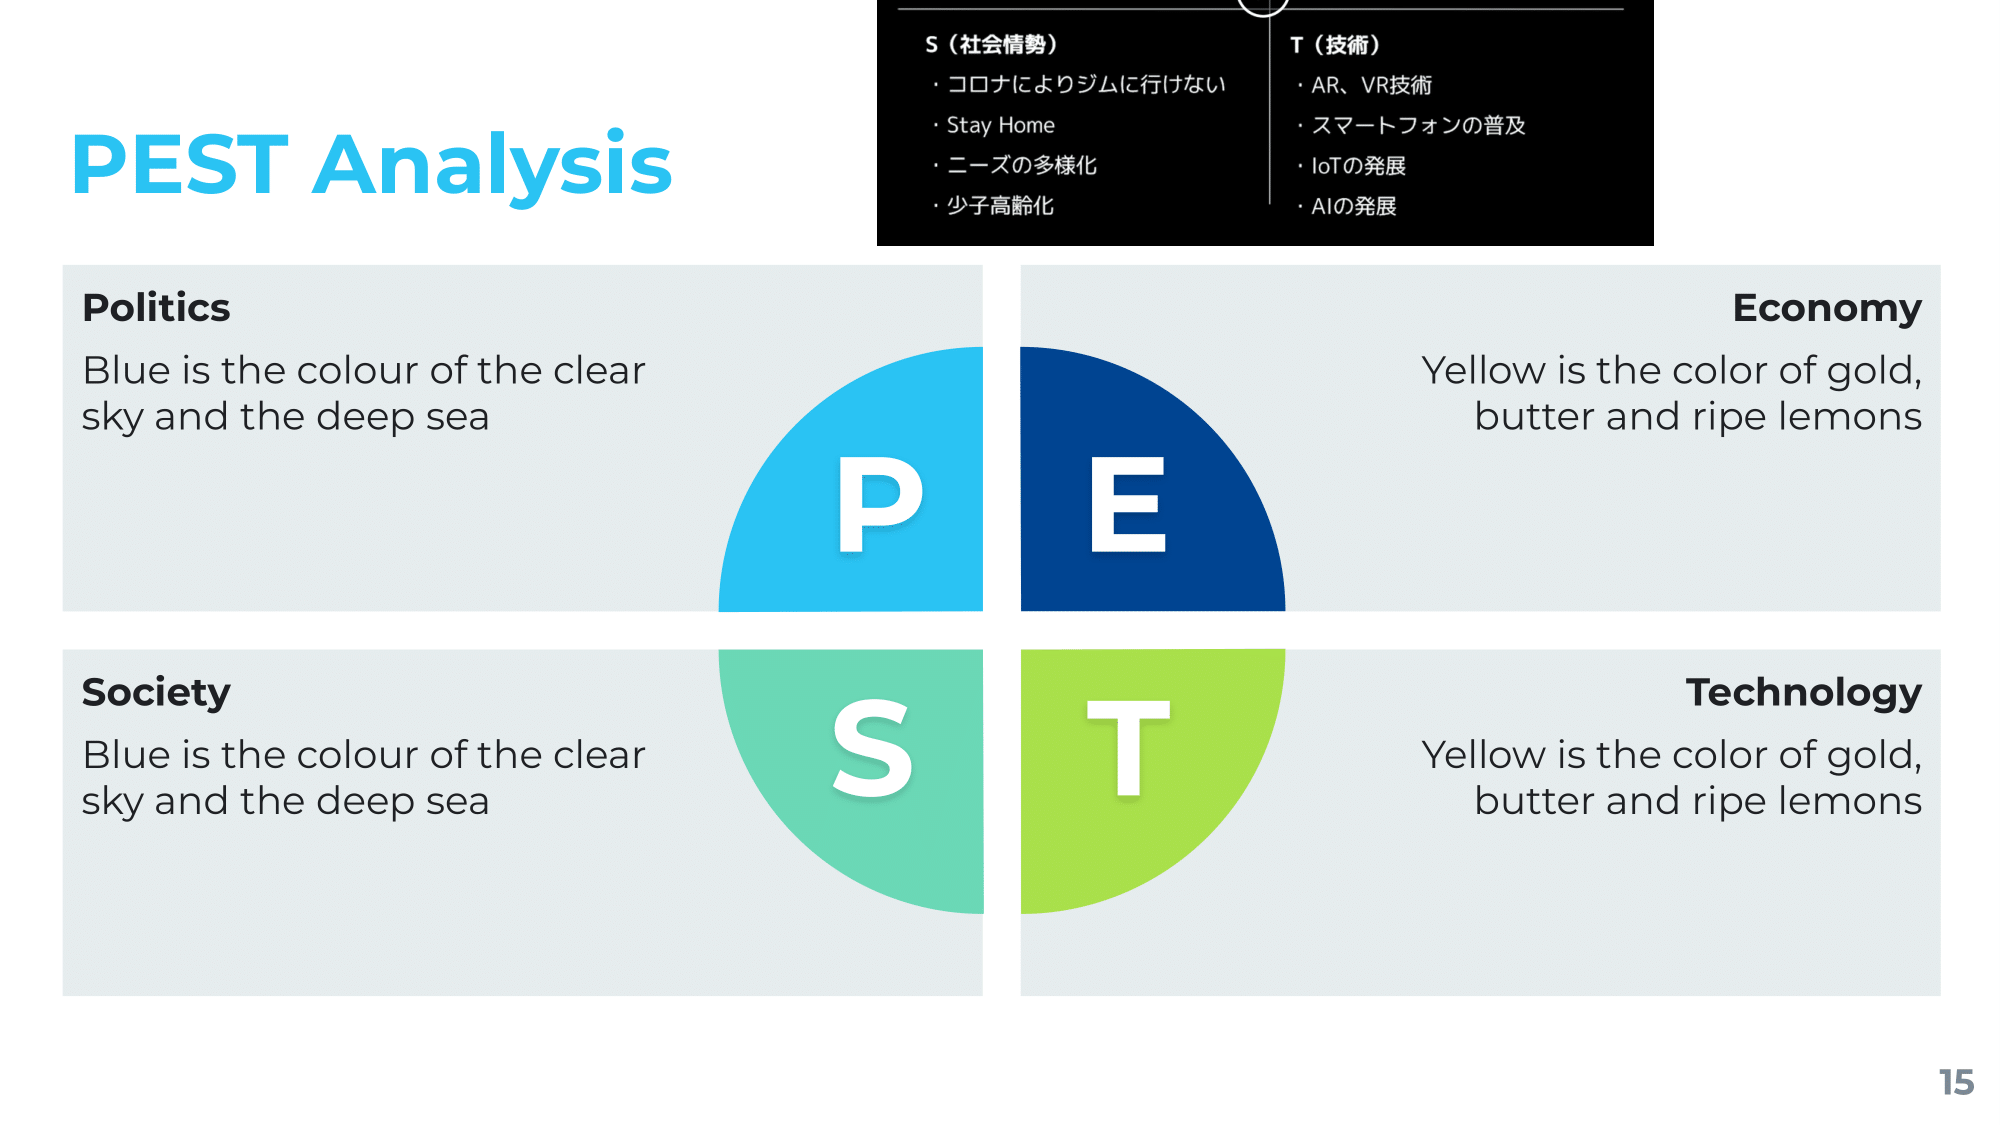 S（社会情勢）
・コロナによりジムに行けない
・Stay Home
・ニーズの多様化
・少子高齢化
T（技術）
・AR、VR技術
・スマートフォンの普及
・IoTの発展
・AIの発展
PEST Analysis
Politics
Blue is the colour of the clear
sky and the deep sea
Economy
Yellow is the color of gold,
butter and ripe lemons
P
E
Society
Blue is the colour of the clear
sky and the deep sea
Technology
Yellow is the color of gold,
butter and ripe lemons
S
T
15